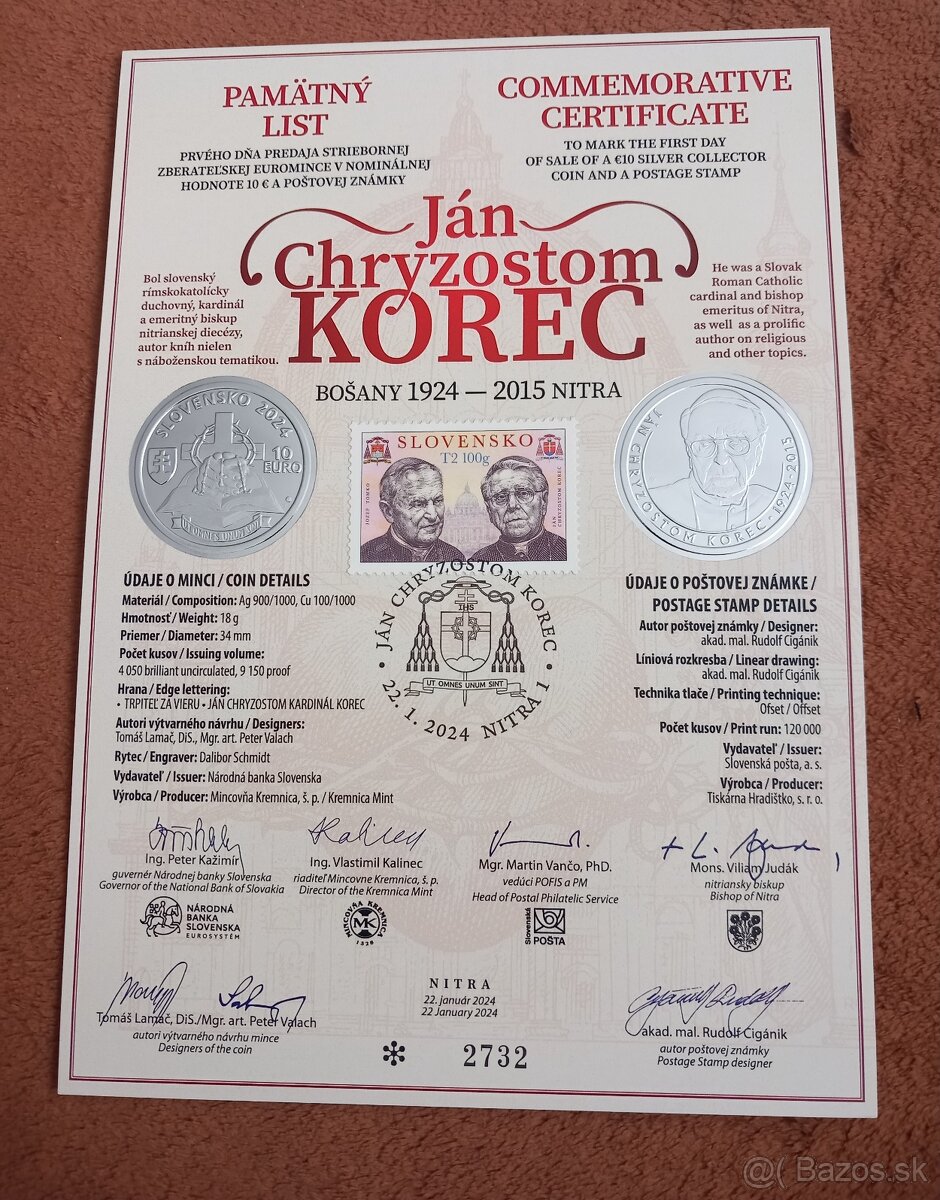 PAMÄTNÝ
LIST
PRVÉHO DŇA PREDAJA STRIEBORNEJ
ZBERATEĽSKEJ EUROMINCE V NOMINÁLNEJ
HODNOTE 10 € A POŠTOVEJ ZNÁMKY
COMMEMORATIVE
CERTIFICATE
TO MARK THE FIRST DAY
OF SALE OF A €10 SILVER COLLECTOR
COIN AND A POSTAGE STAMP
Ján
Chryzostom
KOREC
Bol slovenský
rímskokatolícky
duchovný, kardinál
a emeritný biskup
nitrianskej diecézy,
autor kníh nielen
s náboženskou tematikou.
He was a Slovak
Roman Catholic
cardinal and bishop
emeritus of Nitra,
as well as a prolific
author on religious
and other topics.
BOŠANY 1924 — 2015 NITRA
SLOVENSKO 2024
10
EURO
UT OMNES UNUM SINT
SLOVENSKO
T2 100g
JOZEF TOMKO
JÁN CHRYZOSTOM KOREC
JÁN CHRYZOSTOM KOREC · 1924-2015
• JÁN CHRYZOSTOM KOREC •
IHS
UT OMNES UNUM SINT
22. 1. 2024 NITRA 1
ÚDAJE O MINCI / COIN DETAILS
Materiál / Composition: Ag 900/1000, Cu 100/1000
Hmotnosť / Weight: 18 g
Priemer / Diameter: 34 mm
Počet kusov / Issuing volume:
4 050 brilliant uncirculated, 9 150 proof
Hrana / Edge lettering:
• TRPITEĽ ZA VIERU • JÁN CHRYZOSTOM KARDINÁL KOREC
Autori výtvarného návrhu / Designers:
Tomáš Lamač, DiS., Mgr. art. Peter Valach
Rytec / Engraver: Dalibor Schmidt
Vydavateľ / Issuer: Národná banka Slovenska
Výrobca / Producer: Mincovňa Kremnica, š. p. / Kremnica Mint
ÚDAJE O POŠTOVEJ ZNÁMKE /
POSTAGE STAMP DETAILS
Autor poštovej známky / Designer:
akad. mal. Rudolf Cigánik
Líniová rozkresba / Linear drawing:
akad. mal. Rudolf Cigánik
Technika tlače / Printing technique:
Ofset / Offset
Počet kusov / Print run: 120 000
Vydavateľ / Issuer:
Slovenská pošta, a. s.
Výrobca / Producer:
Tiskárna Hradištko, s. r. o.
Ing. Peter Kažimír
guvernér Národnej banky Slovenska
Governor of the National Bank of Slovakia
NÁRODNÁ
BANKA
SLOVENSKA
EUROSYSTÉM
Ing. Vlastimil Kalinec
riaditeľ Mincovne Kremnica, š. p.
Director of the Kremnica Mint
MINCOVŇA KREMNICA
MK
1328
Mgr. Martin Vančo, PhD.
vedúci POFIS a PM
Head of Postal Philatelic Service
Slovenská
POŠTA
Mons. Viliam Judák
nitriansky biskup
Bishop of Nitra
Tomáš Lamač, DiS./Mgr. art. Peter Valach
autori výtvarného návrhu mince
Designers of the coin
NITRA
22. január 2024
22 January 2024
2732
akad. mal. Rudolf Cigánik
autor poštovej známky
Postage Stamp designer
@( Bazos.sk